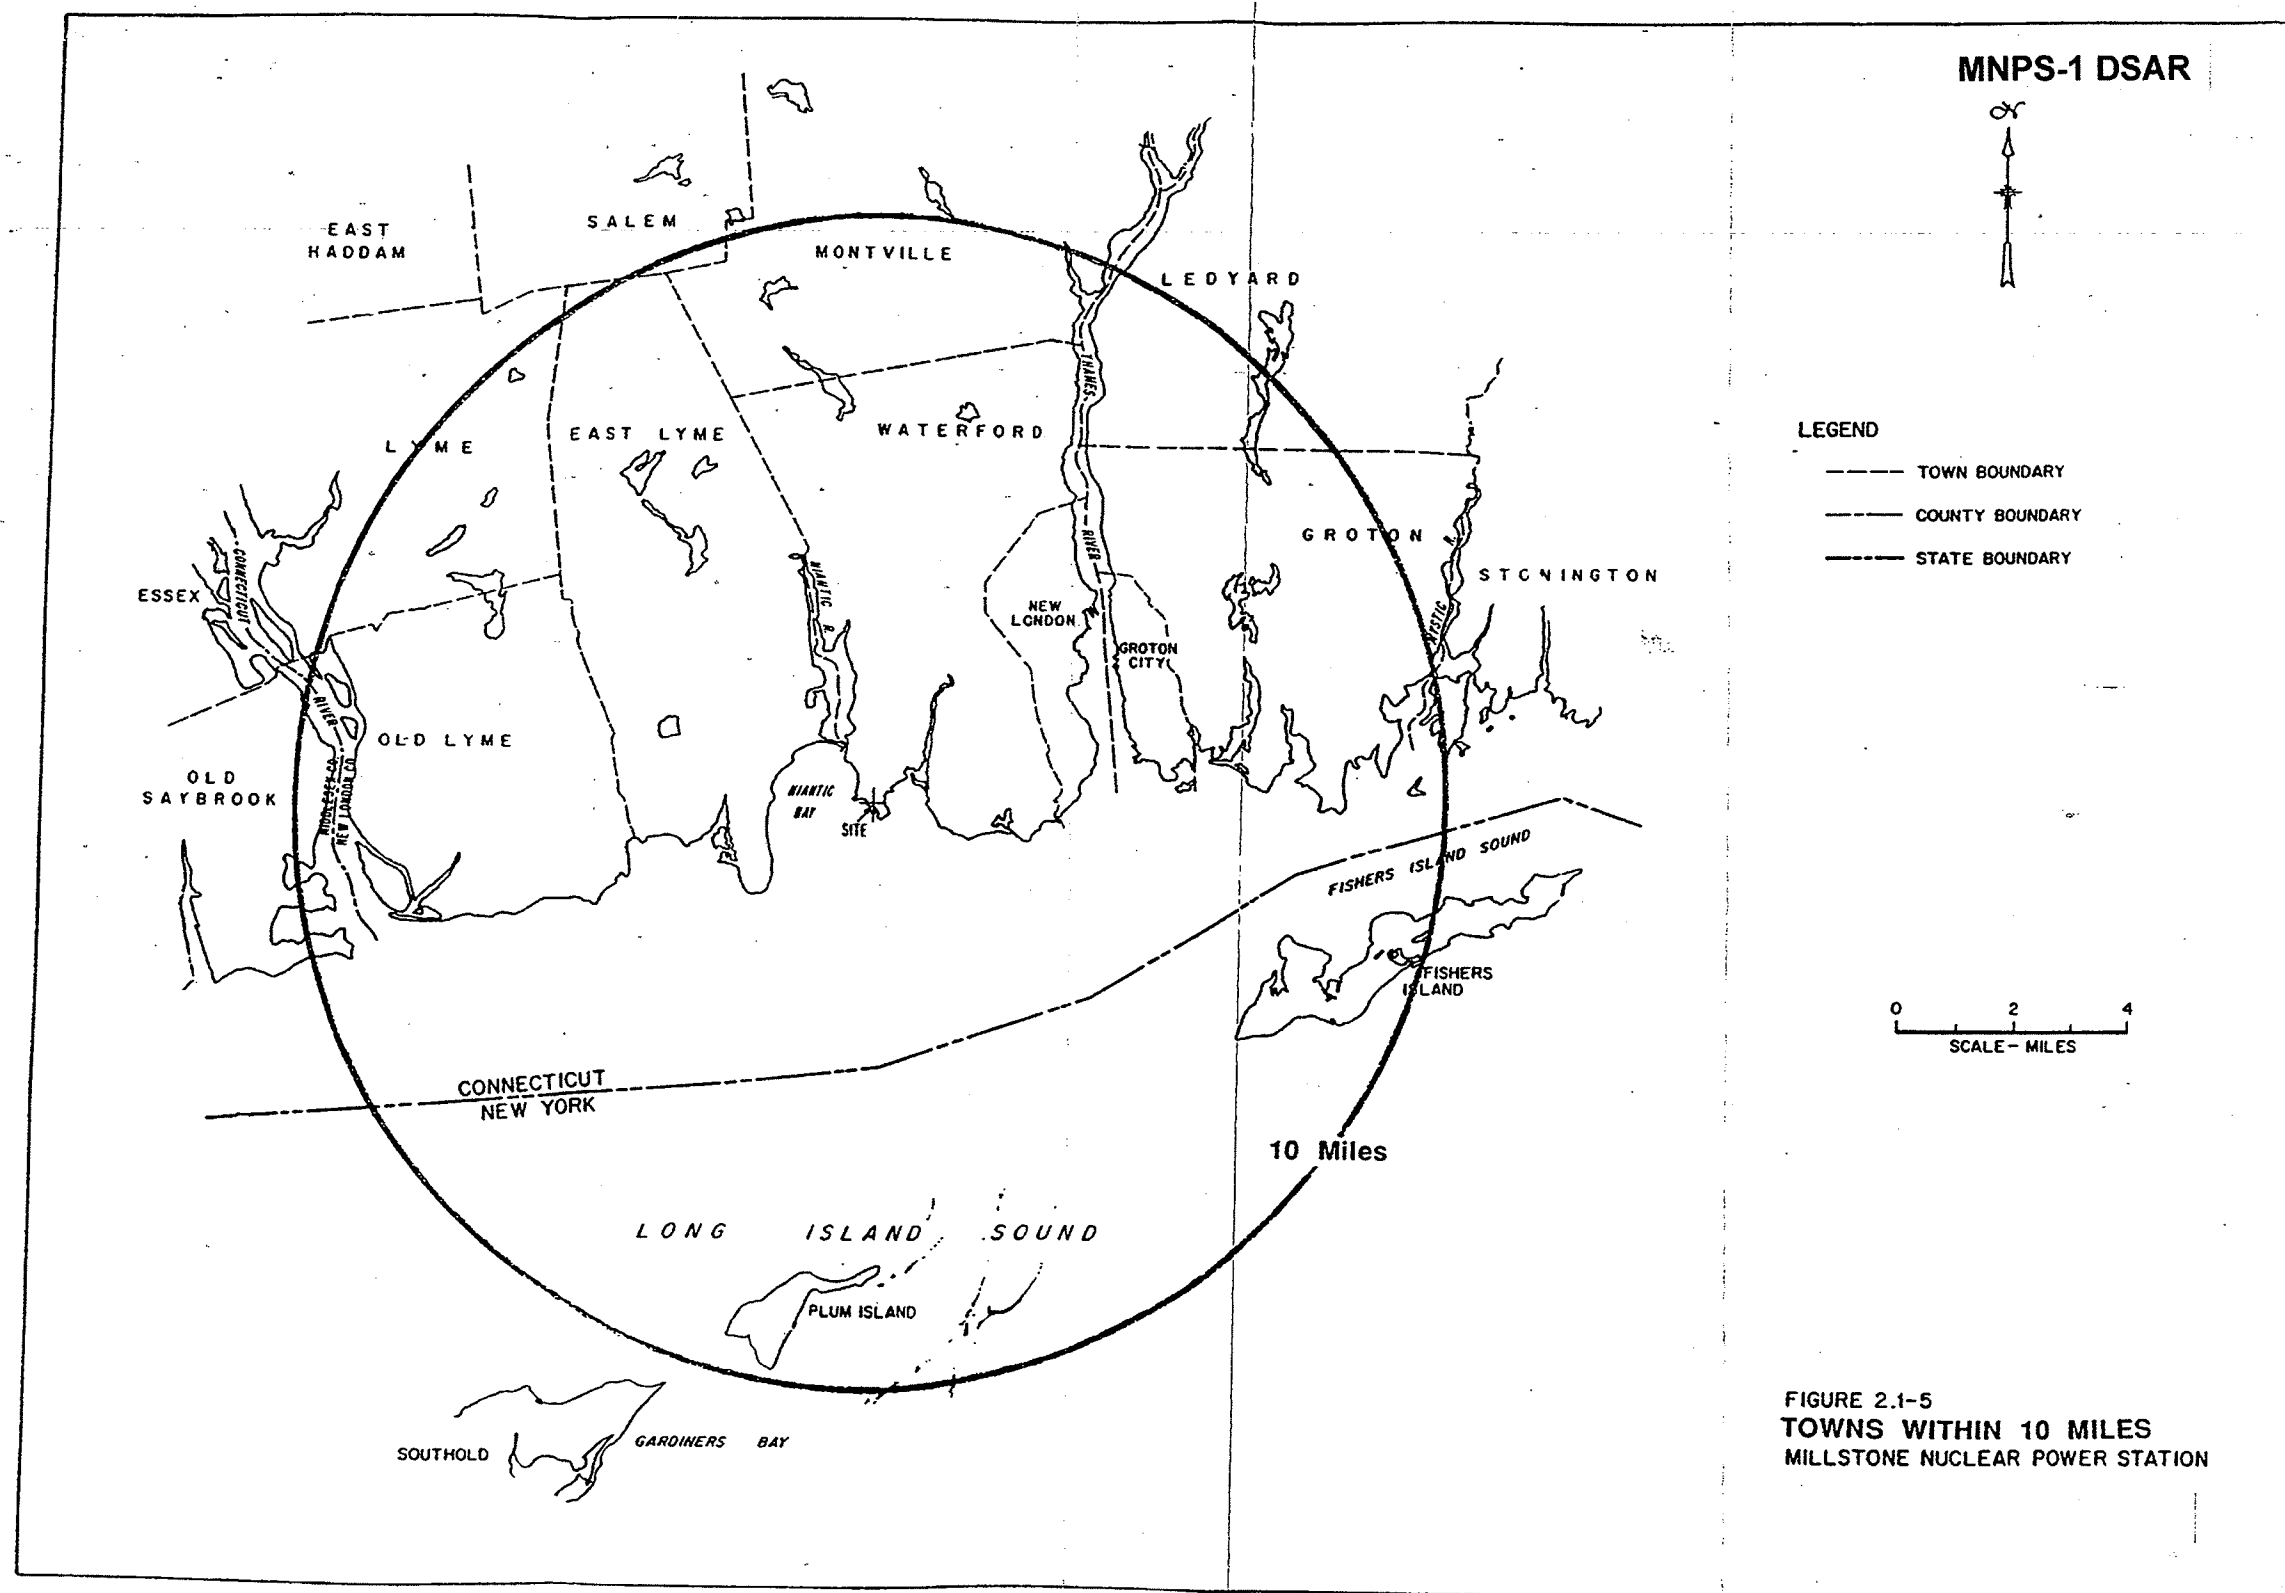 MNPS-1 DSAR
N
EAST
HADDAM
SALEM
MONTVILLE
LEDYARD
LYME
EAST LYME
WATERFORD
THAMES
RIVER
GROTON
STONINGTON
MYSTIC
R.
ESSEX
CONNECTICUT
RIVER
NIANTIC
R.
NEW
LONDON
GROTON
CITY
OLD LYME
OLD
SAYBROOK
MIDDLESEX CO.
NEW LONDON CO.
NIANTIC
BAY
SITE
FISHERS ISLAND SOUND
FISHERS
ISLAND
CONNECTICUT
NEW YORK
10 Miles
LONG ISLAND SOUND
PLUM ISLAND
SOUTHOLD
GARDINERS BAY
LEGEND
TOWN BOUNDARY
COUNTY BOUNDARY
STATE BOUNDARY
0 2 4
SCALE - MILES
FIGURE 2.1-5
TOWNS WITHIN 10 MILES
MILLSTONE NUCLEAR POWER STATION